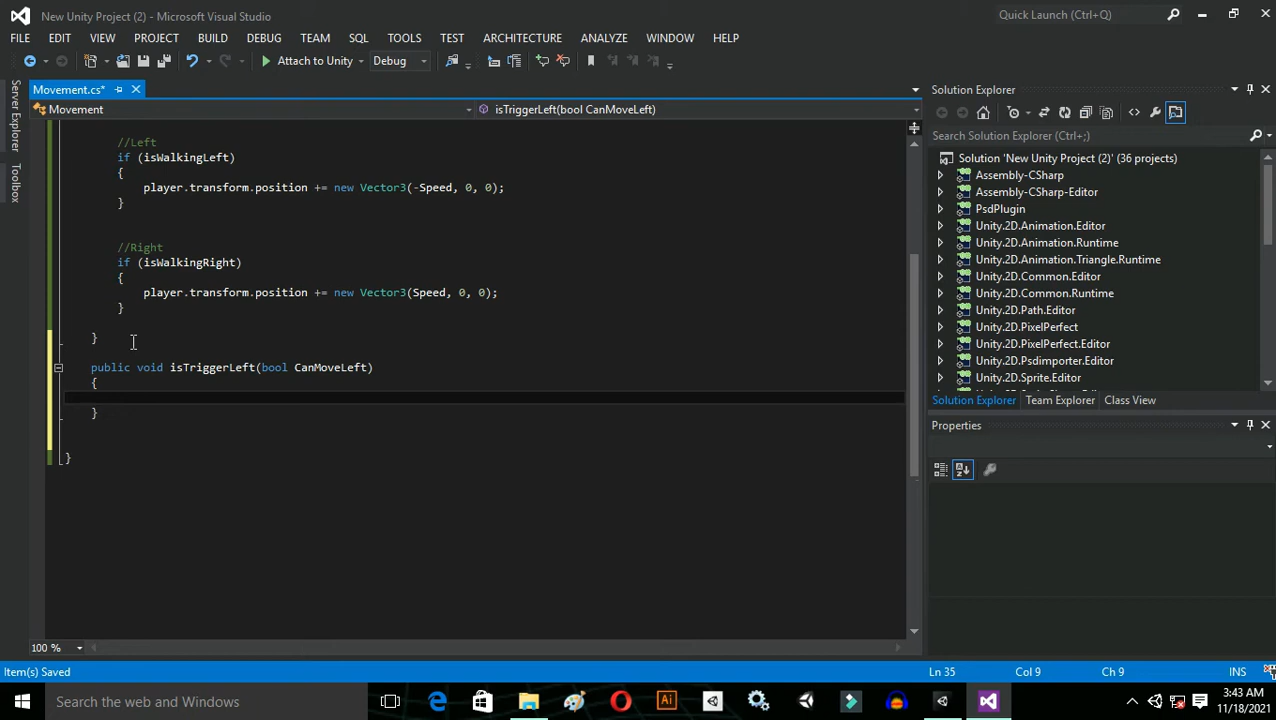 New Unity Project (2) - Microsoft Visual Studio
Quick Launch (Ctrl+Q)
FILE EDIT VIEW PROJECT BUILD DEBUG TEAM SQL TOOLS TEST ARCHITECTURE ANALYZE WINDOW HELP
Attach to Unity Debug
Server Explorer
Toolbox
Movement.cs*
Movement
isTriggerLeft(bool CanMoveLeft)
//Left
if (isWalkingLeft)
{
player.transform.position += new Vector3(-Speed, 0, 0);
}
//Right
if (isWalkingRight)
{
player.transform.position += new Vector3(Speed, 0, 0);
}
}
public void isTriggerLeft(bool CanMoveLeft)
{
}
}
100 %
Solution Explorer
Search Solution Explorer (Ctrl+;)
Solution 'New Unity Project (2)' (36 projects)
Assembly-CSharp
Assembly-CSharp-Editor
PsdPlugin
Unity.2D.Animation.Editor
Unity.2D.Animation.Runtime
Unity.2D.Animation.Triangle.Runtime
Unity.2D.Common.Editor
Unity.2D.Common.Runtime
Unity.2D.Path.Editor
Unity.2D.PixelPerfect
Unity.2D.PixelPerfect.Editor
Unity.2D.Psdimporter.Editor
Unity.2D.Sprite.Editor
Solution Explorer Team Explorer Class View
Properties
Item(s) Saved
Ln 35 Col 9 Ch 9 INS
Search the web and Windows
Ai
3:43 AM
11/18/2021